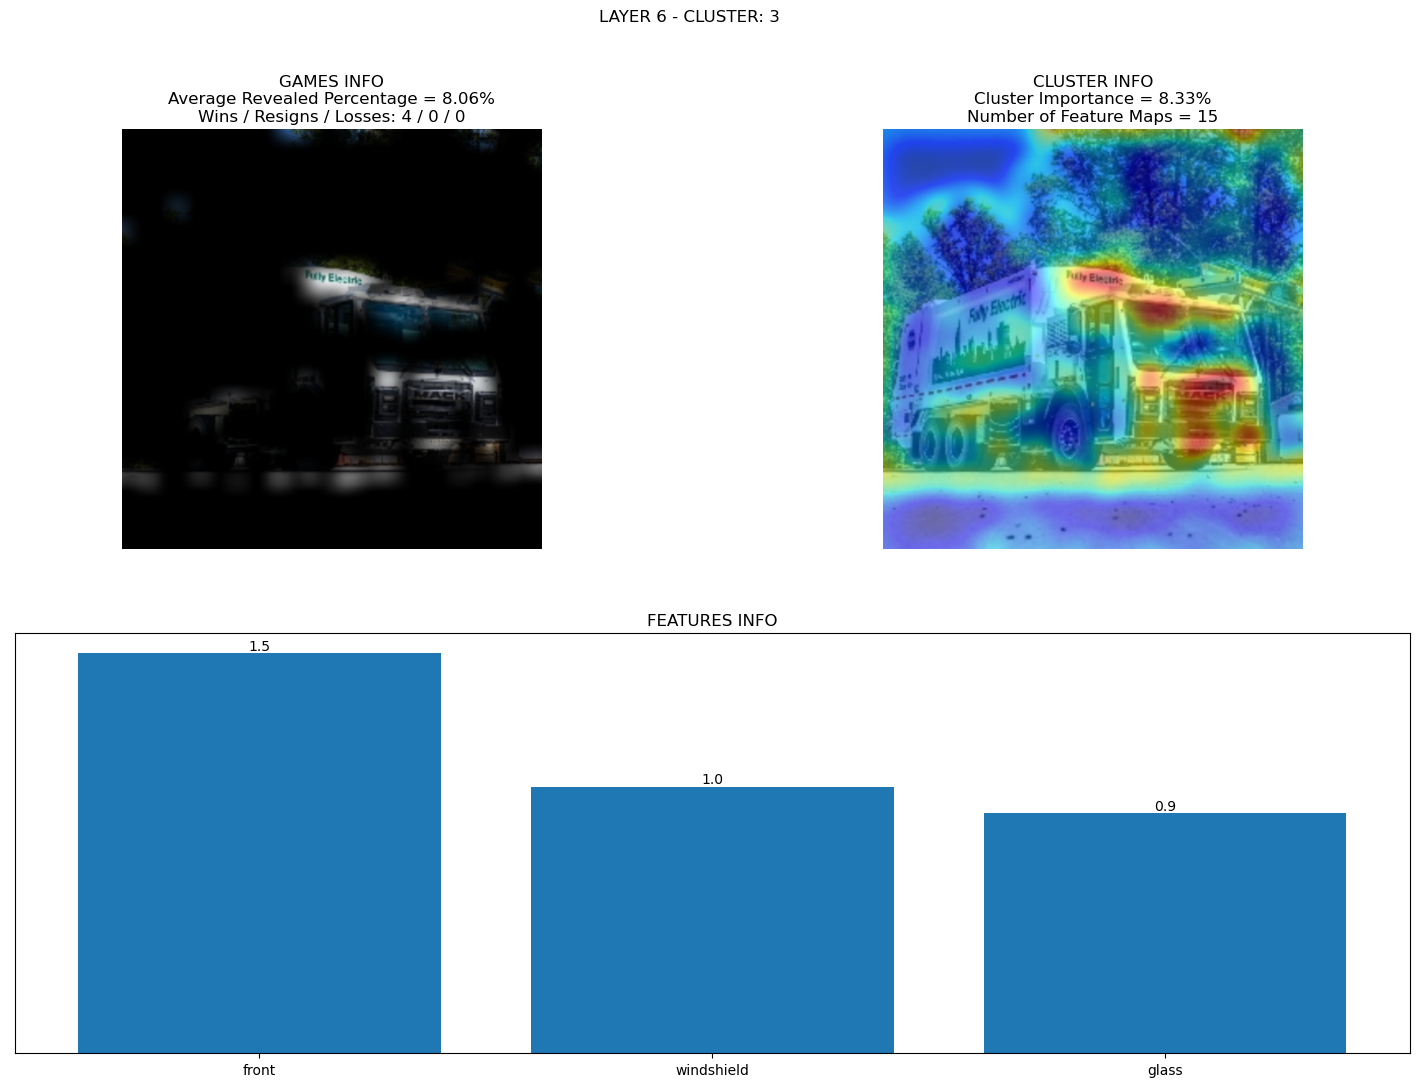 LAYER 6 - CLUSTER: 3
GAMES INFO
Average Revealed Percentage = 8.06%
Wins / Resigns / Losses: 4 / 0 / 0
CLUSTER INFO
Cluster Importance = 8.33%
Number of Feature Maps = 15
Fully Electric
MACK
Fully Electric
Fully Electric
MACK
FEATURES INFO
1.5
1.0
0.9
front
windshield
glass